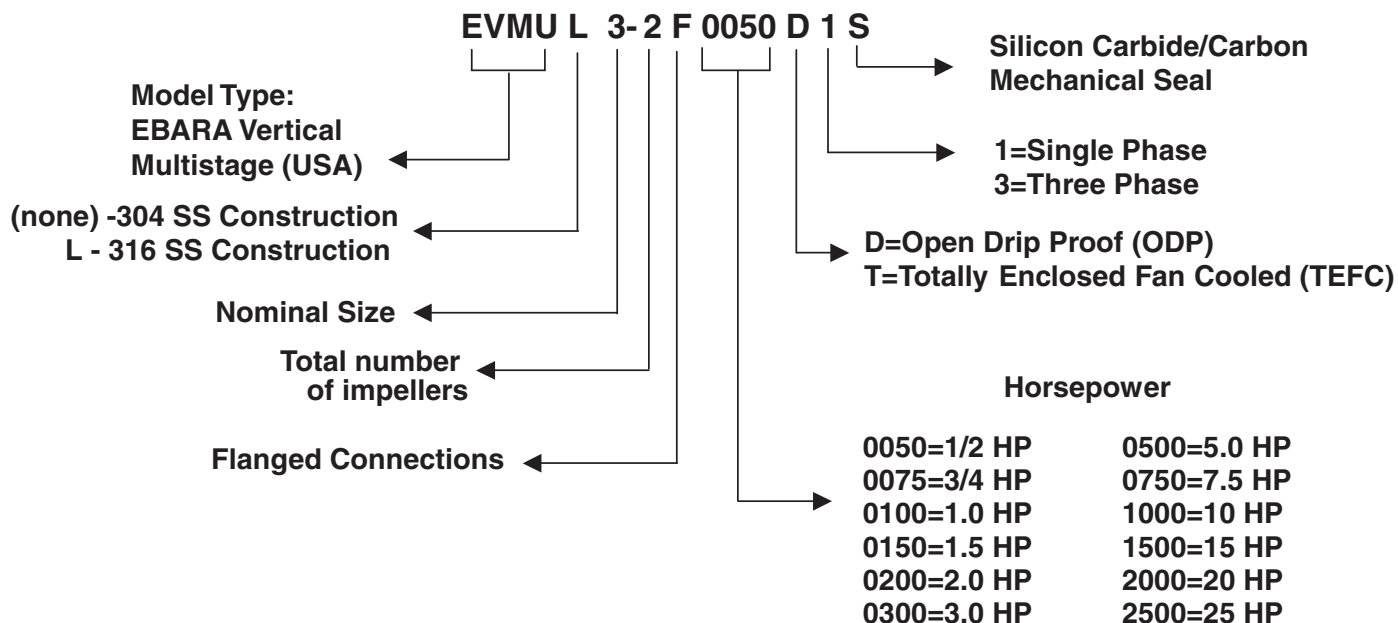 EVMU L 3- 2 F 0050 D 1 S
Silicon Carbide/Carbon
Mechanical Seal
Model Type:
EBARA Vertical
Multistage (USA)
1=Single Phase
3=Three Phase
(none) -304 SS Construction
L - 316 SS Construction
D=Open Drip Proof (ODP)
T=Totally Enclosed Fan Cooled (TEFC)
Nominal Size
Total number
of impellers
Flanged Connections
Horsepower
0050=1/2 HP 0500=5.0 HP
0075=3/4 HP 0750=7.5 HP
0100=1.0 HP 1000=10 HP
0150=1.5 HP 1500=15 HP
0200=2.0 HP 2000=20 HP
0300=3.0 HP 2500=25 HP